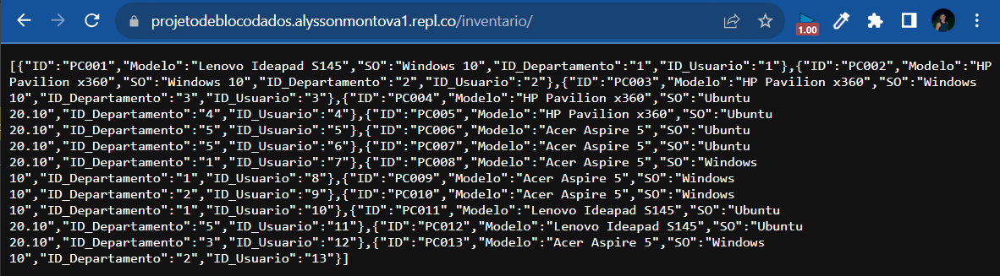 projetodeblocodados.alyssonmontova1.repl.co/inventario/
1.00
[{"ID":"PC001","Modelo":"Lenovo Ideapad S145","SO":"Windows 10","ID_Departamento":"1","ID_Usuario":"1"},{"ID":"PC002","Modelo":"HP
Pavilion x360","SO":"Windows 10","ID_Departamento":"2","ID_Usuario":"2"},{"ID":"PC003","Modelo":"HP Pavilion x360","SO":"Windows
10","ID_Departamento":"3","ID_Usuario":"3"},{"ID":"PC004","Modelo":"HP Pavilion x360","SO":"Ubuntu
20.10","ID_Departamento":"4","ID_Usuario":"4"},{"ID":"PC005","Modelo":"HP Pavilion x360","SO":"Ubuntu
20.10","ID_Departamento":"5","ID_Usuario":"5"},{"ID":"PC006","Modelo":"Acer Aspire 5","SO":"Ubuntu
20.10","ID_Departamento":"5","ID_Usuario":"6"},{"ID":"PC007","Modelo":"Acer Aspire 5","SO":"Ubuntu
20.10","ID_Departamento":"1","ID_Usuario":"7"},{"ID":"PC008","Modelo":"Acer Aspire 5","SO":"Windows
10","ID_Departamento":"1","ID_Usuario":"8"},{"ID":"PC009","Modelo":"Acer Aspire 5","SO":"Windows
10","ID_Departamento":"2","ID_Usuario":"9"},{"ID":"PC010","Modelo":"Acer Aspire 5","SO":"Windows
10","ID_Departamento":"1","ID_Usuario":"10"},{"ID":"PC011","Modelo":"Lenovo Ideapad S145","SO":"Ubuntu
20.10","ID_Departamento":"5","ID_Usuario":"11"},{"ID":"PC012","Modelo":"Lenovo Ideapad S145","SO":"Ubuntu
20.10","ID_Departamento":"3","ID_Usuario":"12"},{"ID":"PC013","Modelo":"Acer Aspire 5","SO":"Windows
10","ID_Departamento":"2","ID_Usuario":"13"}]